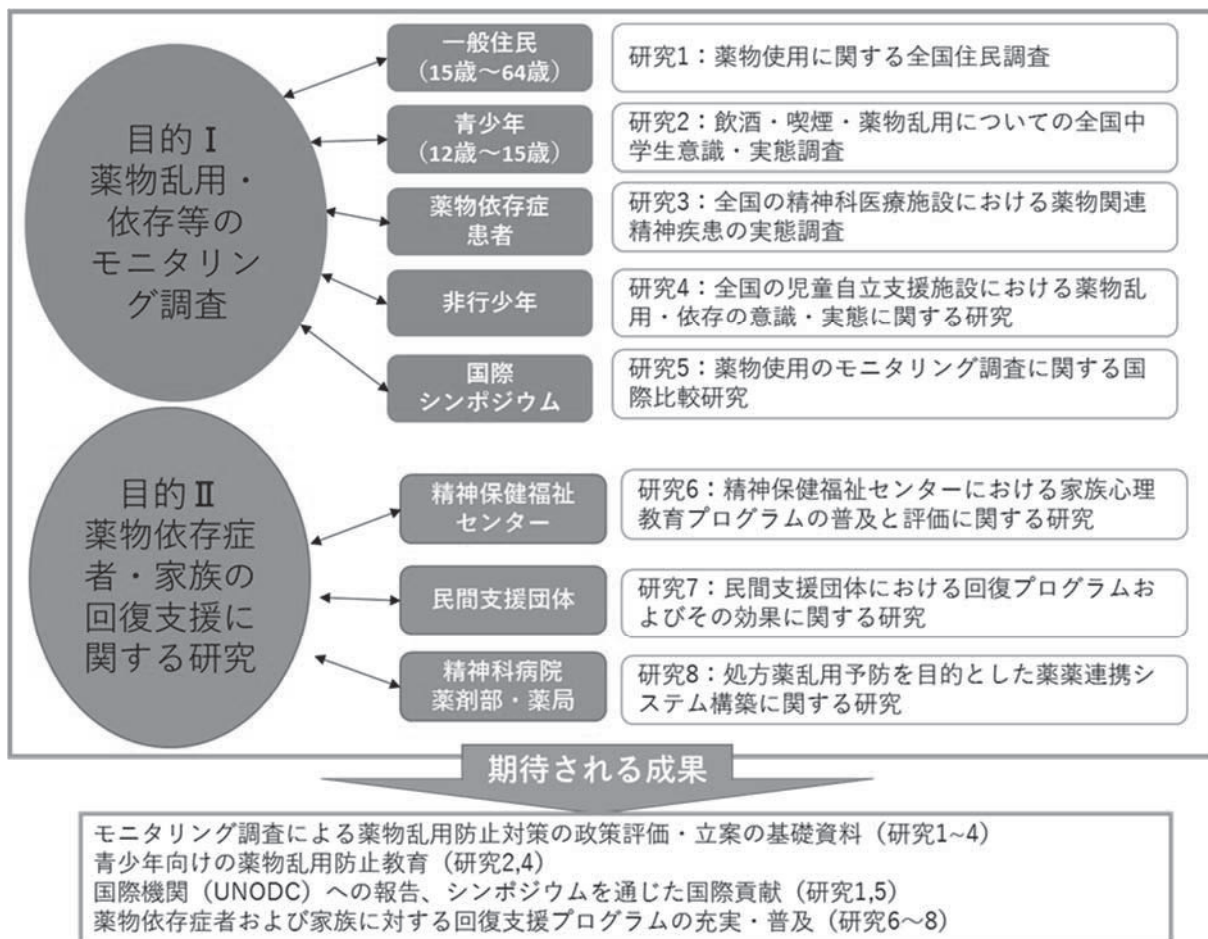 目的Ⅰ
薬物乱用・
依存等の
モニタリン
グ調査
一般住民
（15歳～64歳）
研究1：薬物使用に関する全国住民調査
青少年
（12歳～15歳）
研究2：飲酒・喫煙・薬物乱用についての全国中
学生意識・実態調査
薬物依存症
患者
研究3：全国の精神科医療施設における薬物関連
精神疾患の実態調査
非行少年
研究4：全国の児童自立支援施設における薬物乱
用・依存の意識・実態に関する研究
国際
シンポジウム
研究5：薬物使用のモニタリング調査に関する国
際比較研究
目的Ⅱ
薬物依存症
者・家族の
回復支援に
関する研究
精神保健福祉
センター
研究6：精神保健福祉センターにおける家族心理
教育プログラムの普及と評価に関する研究
民間支援団体
研究7：民間支援団体における回復プログラムお
よびその効果に関する研究
精神科病院
薬剤部・薬局
研究8：処方薬乱用予防を目的とした薬薬連携シ
ステム構築に関する研究
期待される成果
モニタリング調査による薬物乱用防止対策の政策評価・立案の基礎資料（研究1~4）
青少年向けの薬物乱用防止教育（研究2,4）
国際機関（UNODC）への報告、シンポジウムを通じた国際貢献（研究1,5）
薬物依存症者および家族に対する回復支援プログラムの充実・普及（研究6～8）